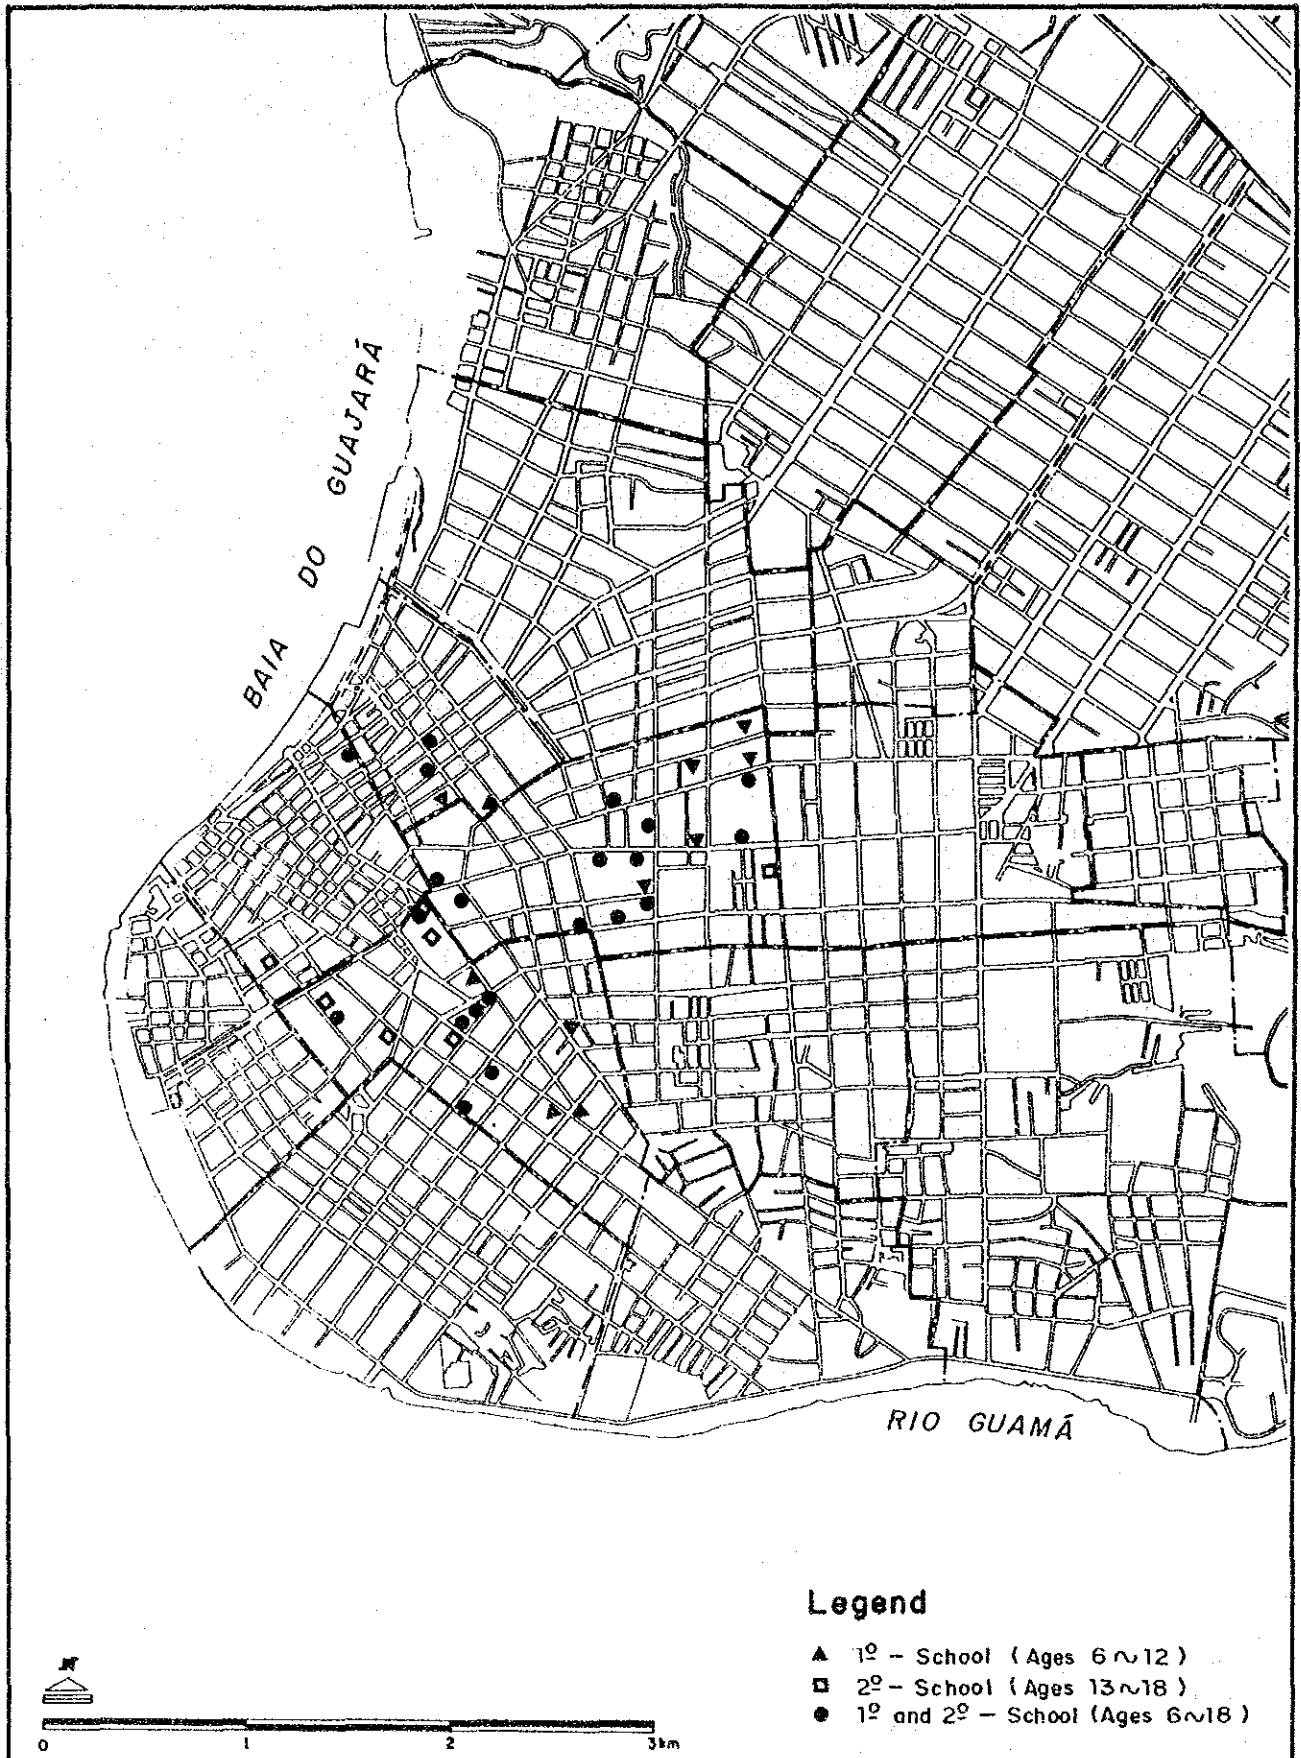 BAIA DO GUAJARÁ
RIO GUAMÁ
Legend
▲ 1º – School (Ages 6~12)
□ 2º – School (Ages 13~18)
● 1º and 2º – School (Ages 6~18)
N
0 1 2 3km